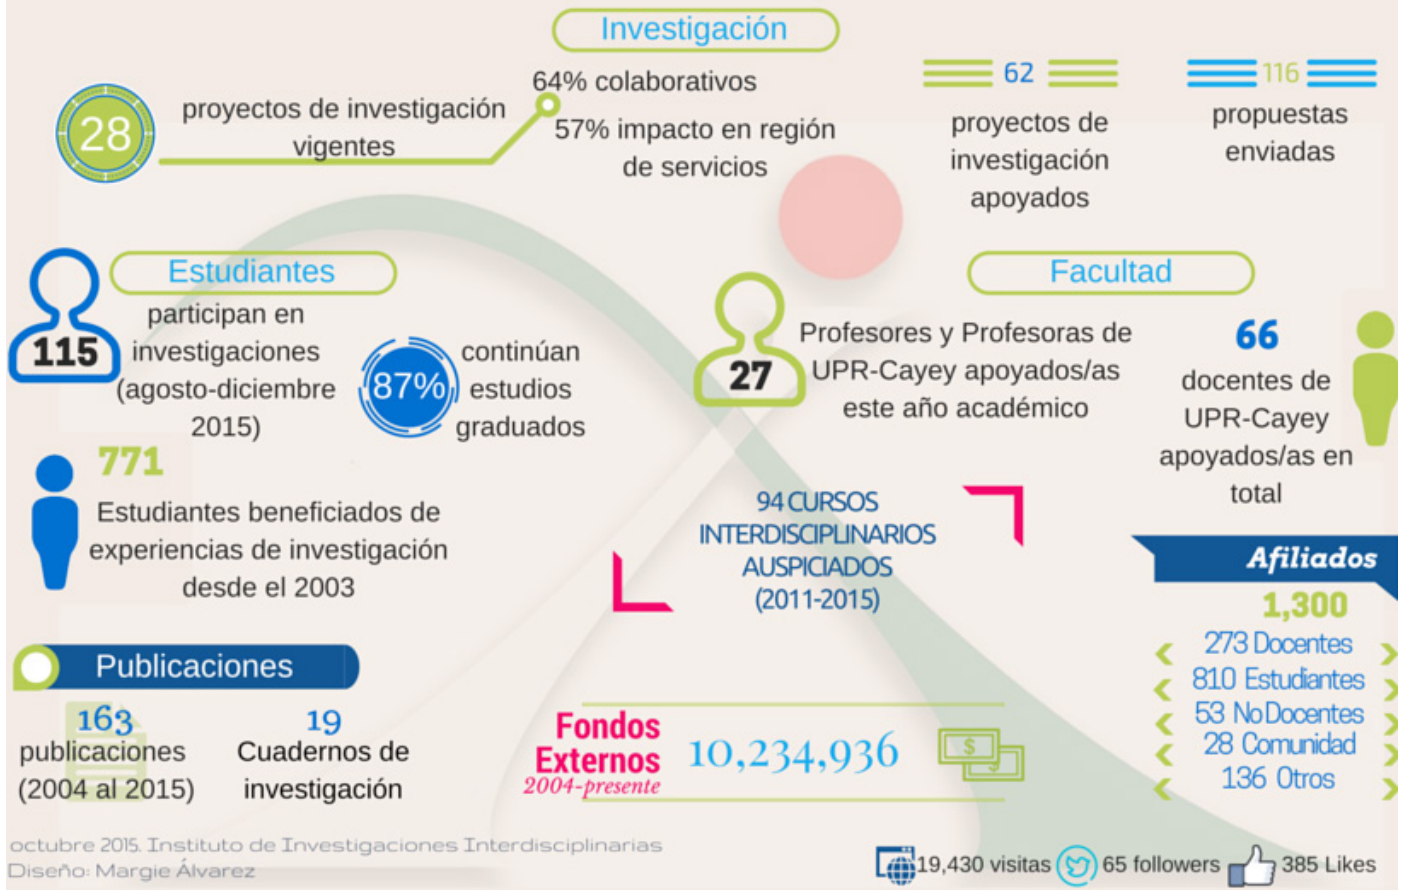 Investigación
28
proyectos de investigación
vigentes
64% colaborativos
57% impacto en región
de servicios
62
proyectos de
investigación
apoyados
116
propuestas
enviadas
Estudiantes
115
participan en
investigaciones
(agosto-diciembre
2015)
87%
continúan
estudios
graduados
771
Estudiantes beneficiados de
experiencias de investigación
desde el 2003
Facultad
27
Profesores y Profesoras de
UPR-Cayey apoyados/as
este año académico
66
docentes de
UPR-Cayey
apoyados/as en
total
94 CURSOS
INTERDISCIPLINARIOS
AUSPICIADOS
(2011-2015)
Afiliados
1,300
273 Docentes
810 Estudiantes
53 No Docentes
28 Comunidad
136 Otros
Publicaciones
163
publicaciones
(2004 al 2015)
19
Cuadernos de
investigación
Fondos
Externos
2004-presente
10,234,936
$
octubre 2015. Instituto de Investigaciones Interdisciplinarias
Diseño: Margie Álvarez
19,430 visitas
65 followers
385 Likes